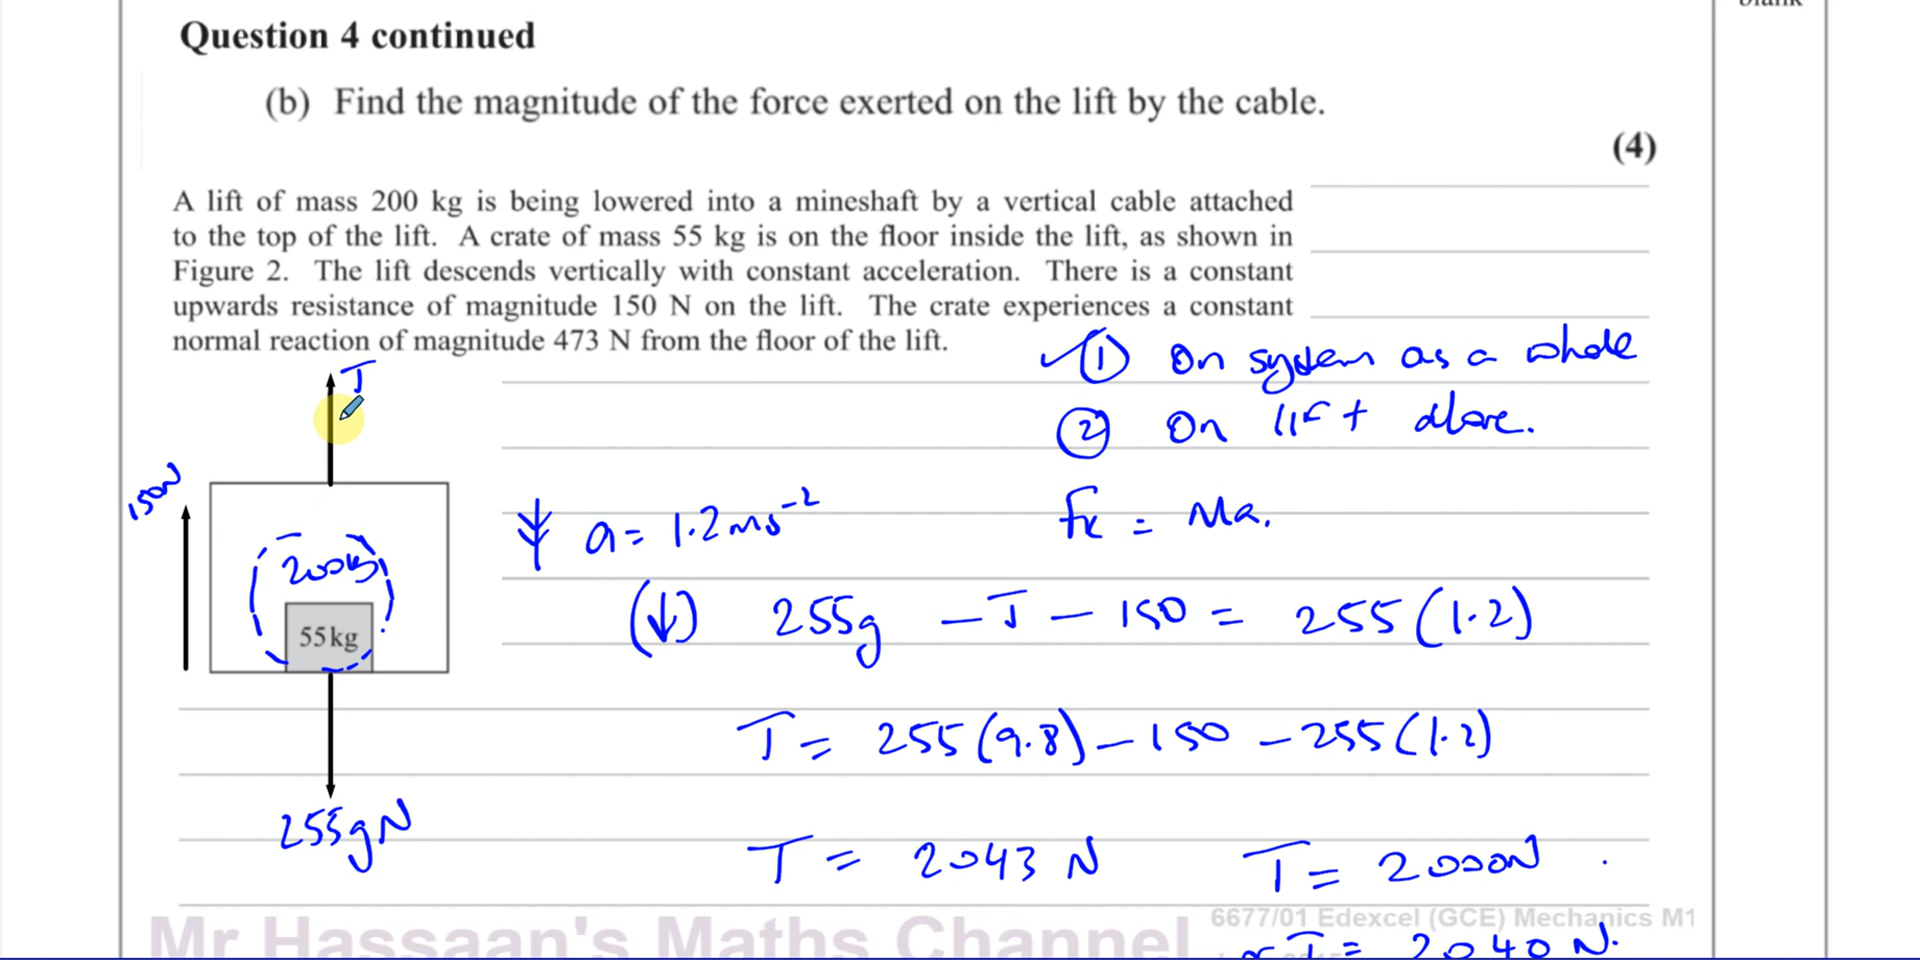 blank
Question 4 continued
(b) Find the magnitude of the force exerted on the lift by the cable.
(4)
A lift of mass 200 kg is being lowered into a mineshaft by a vertical cable attached
to the top of the lift. A crate of mass 55 kg is on the floor inside the lift, as shown in
Figure 2. The lift descends vertically with constant acceleration. There is a constant
upwards resistance of magnitude 150 N on the lift. The crate experiences a constant
normal reaction of magnitude 473 N from the floor of the lift.
✓① On system as a whole
② On lift alone.
T
150N
200kg
55kg
255gN
a = 1.2ms⁻²
= Ma.
(↓) 255g - T - 150 = 255(1.2)
T = 255(9.8) - 150 - 255(1.2)
T = 2043 N T = 2000N.
6677/01 Edexcel (GCE) Mechanics M1
Mr Hassaan's Maths Channel
or T = 2040 N.